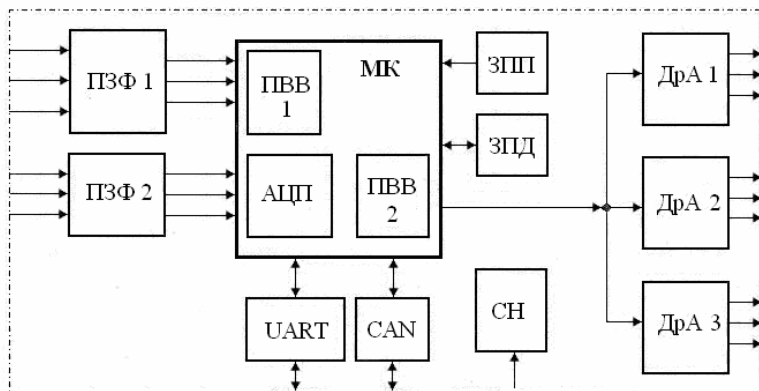 ПЗФ 1
ПЗФ 2
МК
ПВВ
1
АЦП
ПВВ
2
ЗПП
ЗПД
ДрА 1
ДрА 2
ДрА 3
UART
CAN
СН